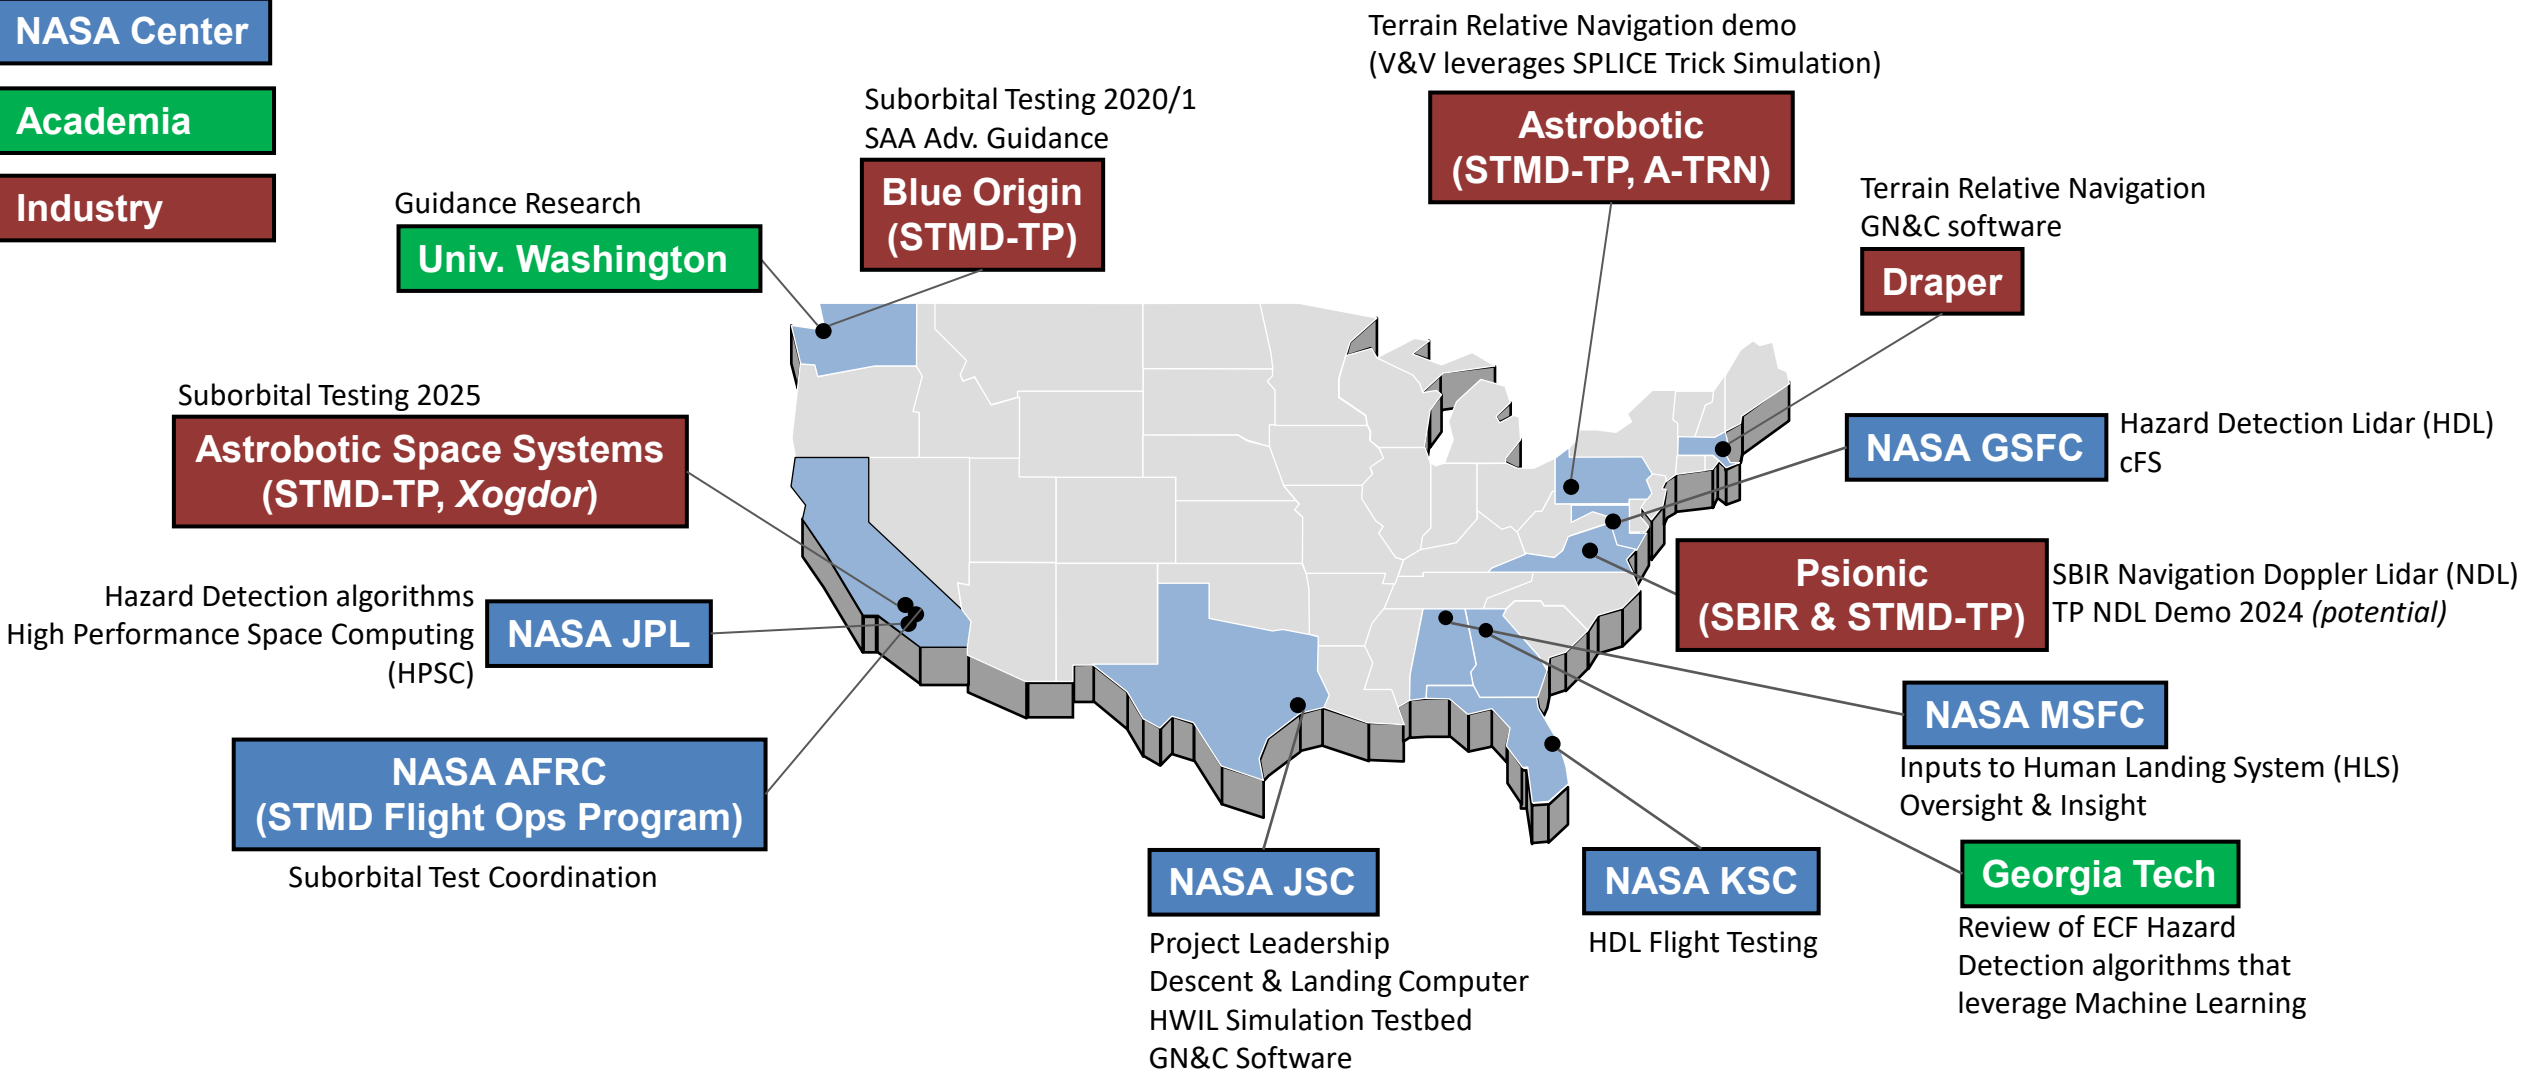 NASA Center
Academia
Industry
Terrain Relative Navigation demo
(V&V leverages SPLICE Trick Simulation)
Astrobotic
(STMD-TP, A-TRN)
Suborbital Testing 2020/1
SAA Adv. Guidance
Blue Origin
(STMD-TP)
Guidance Research
Univ. Washington
Terrain Relative Navigation
GN&C software
Draper
Suborbital Testing 2025
Astrobotic Space Systems
(STMD-TP, Xogdor)
NASA GSFC
Hazard Detection Lidar (HDL)
cFS
Hazard Detection algorithms
High Performance Space Computing
(HPSC)
NASA JPL
Psionic
(SBIR & STMD-TP)
SBIR Navigation Doppler Lidar (NDL)
TP NDL Demo 2024 (potential)
NASA MSFC
Inputs to Human Landing System (HLS)
Oversight & Insight
NASA AFRC
(STMD Flight Ops Program)
Suborbital Test Coordination
NASA JSC
Project Leadership
Descent & Landing Computer
HWIL Simulation Testbed
GN&C Software
NASA KSC
HDL Flight Testing
Georgia Tech
Review of ECF Hazard
Detection algorithms that
leverage Machine Learning